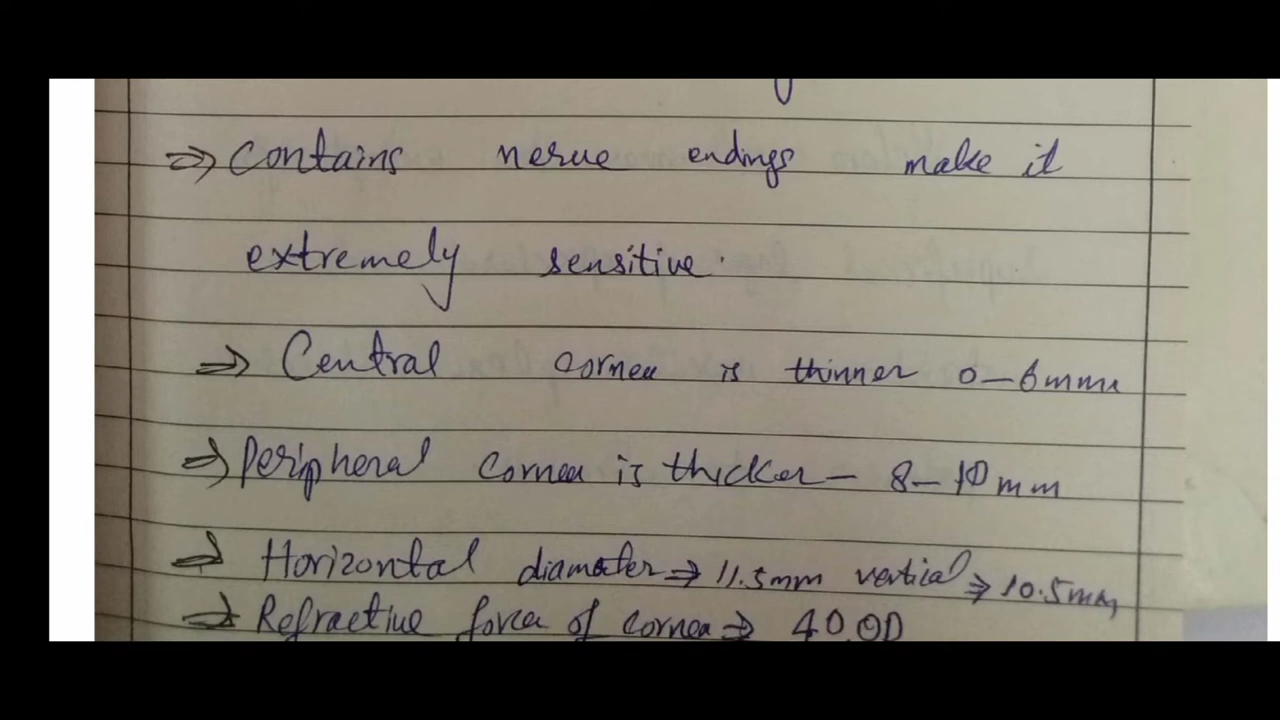 ⇒ Contains nerve endings make it
extremely sensitive.
⇒ Central cornea is thinner 0-6mm
⇒ Peripheral cornea is thicker - 8-10mm
⇒ Horizontal diameter ⇒ 11.5mm vertical ⇒ 10.5mm
⇒ Refractive force of cornea ⇒ 40.0D